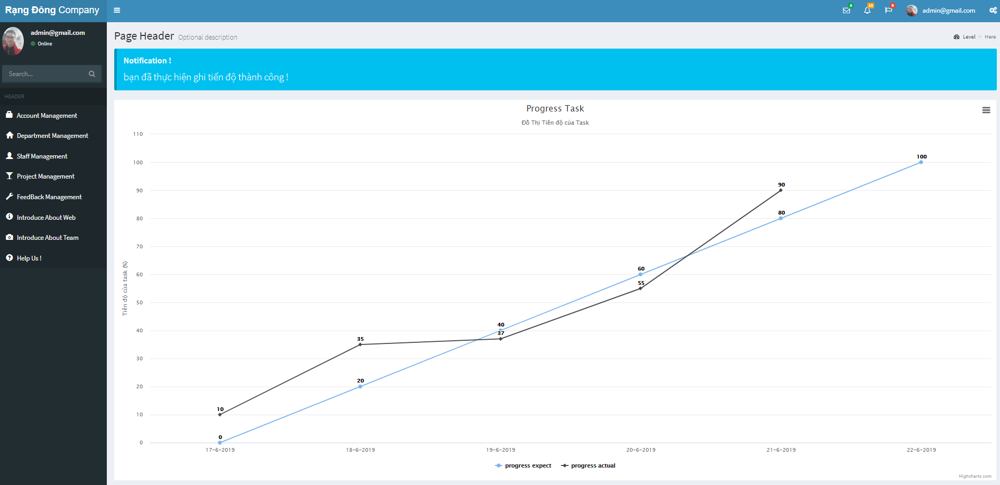 Rạng Đông Company
4
10
9
admin@gmail.com
admin@gmail.com
Online
Search...
HEADER
Account Management
Department Management
Staff Management
Project Management
FeedBack Management
Introduce About Web
Introduce About Team
Help Us !
Page Header Optional description
Level > Here
Notification !
bạn đã thực hiện ghi tiến độ thành công !
Progress Task
Đồ Thị Tiến độ của Task
Tiến độ của task (%)
110
100
90
80
70
60
50
40
30
20
10
0
100
90
80
60
55
40
37
35
20
10
0
17-6-2019
18-6-2019
19-6-2019
20-6-2019
21-6-2019
22-6-2019
progress expect
progress actual
Highcharts.com